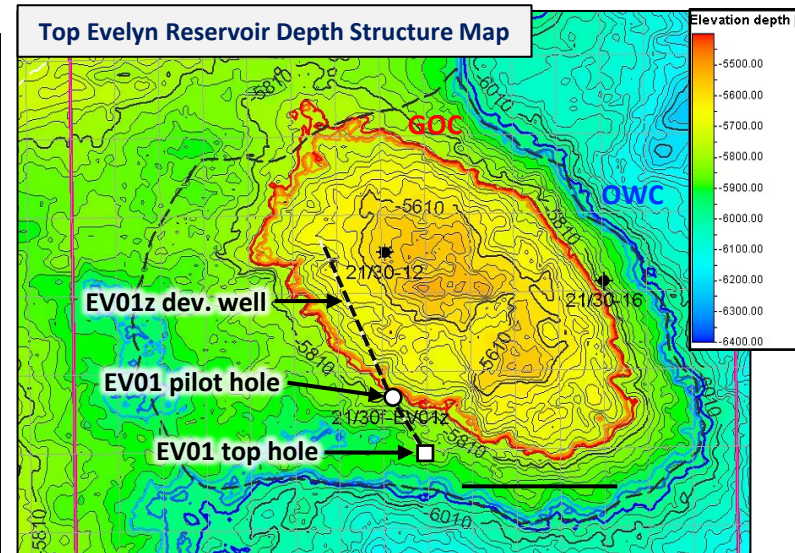 Top Evelyn Reservoir Depth Structure Map
Elevation depth [
-5500.00
-5600.00
-5700.00
-5800.00
-5900.00
-6000.00
-6100.00
-6200.00
-6300.00
-6400.00
-5810
-6010
GOC
OWC
-5610
-5810
21/30-12
21/30-16
EV01z dev. well
-5810
-5610
EV01 pilot hole
21/30f-EV01z
-5810
EV01 top hole
-6010
-5810